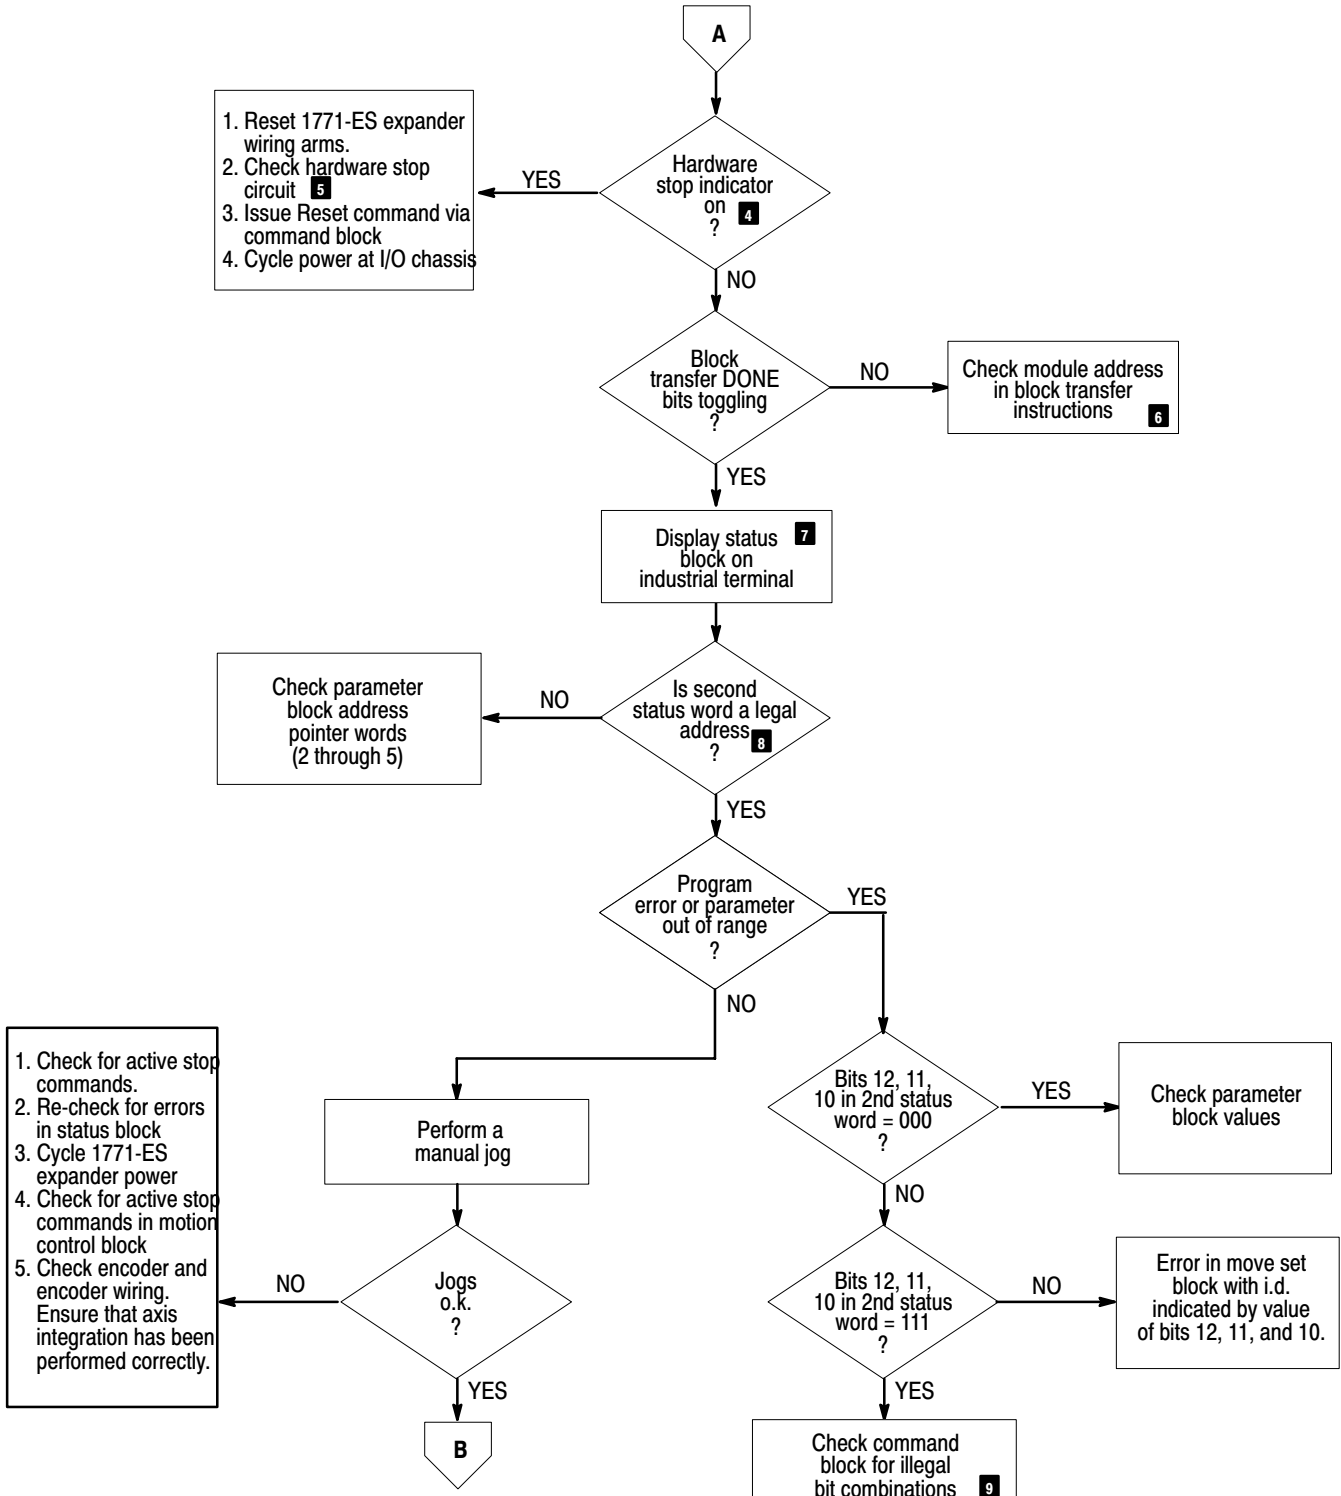 A
Hardware
stop indicator
on 4
?
YES
1. Reset 1771-ES expander
wiring arms.
2. Check hardware stop
circuit 5
3. Issue Reset command via
command block
4. Cycle power at I/O chassis
NO
Block
transfer DONE
bits toggling
?
NO
Check module address
in block transfer
instructions
6
YES
Display status 7
block on
industrial terminal
Is second
status word a legal
address 8
?
NO
Check parameter
block address
pointer words
(2 through 5)
YES
Program
error or parameter
out of range
?
YES
NO
Bits 12, 11,
10 in 2nd status
word = 000
?
YES
Check parameter
block values
NO
Bits 12, 11,
10 in 2nd status
word = 111
?
NO
Error in move set
block with i.d.
indicated by value
of bits 12, 11, and 10.
YES
Check command
block for illegal
bit combinations 9
Perform a
manual jog
Jogs
o.k.
?
NO
1. Check for active stop
commands.
2. Re-check for errors
in status block
3. Cycle 1771-ES
expander power
4. Check for active stop
commands in motion
control block
5. Check encoder and
encoder wiring.
Ensure that axis
integration has been
performed correctly.
YES
B